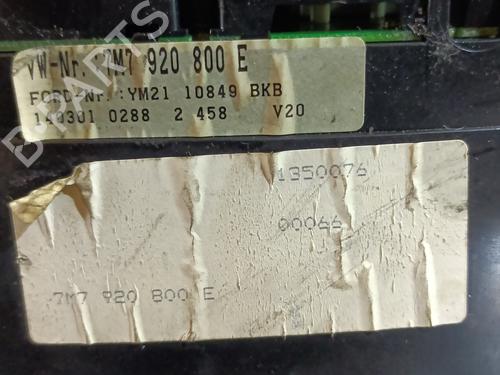 VW-Nr. 7M7 920 800 E
FORD-Nr.:YM21 10849 BKB
140301 0288 2 458 V20
1350076
00066
7M7 920 800 E